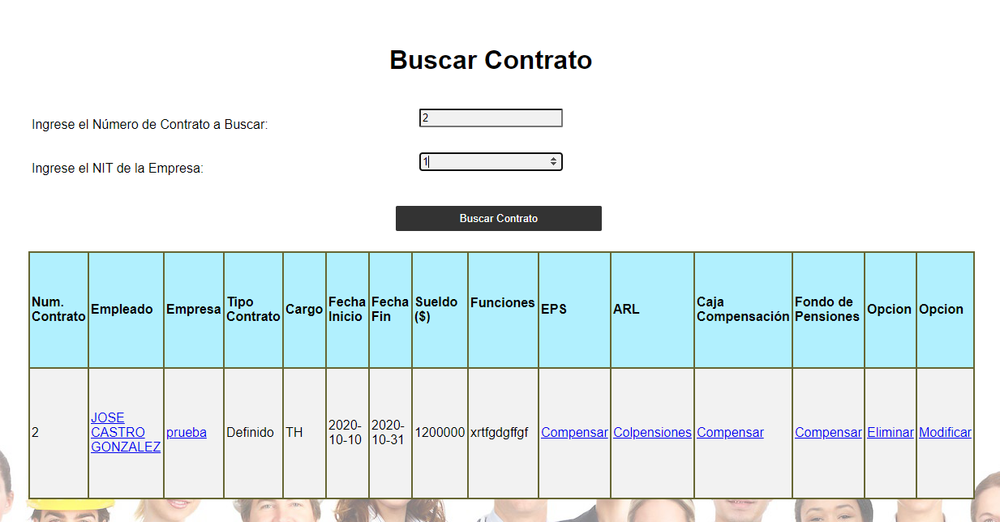 Buscar Contrato
Ingrese el Número de Contrato a Buscar:
2
Ingrese el NIT de la Empresa:
1
Buscar Contrato
Num. Contrato
Empleado
Empresa
Tipo Contrato
Cargo
Fecha Inicio
Fecha Fin
Sueldo ($)
Funciones
EPS
ARL
Caja Compensación
Fondo de Pensiones
Opcion
Opcion
2
JOSE CASTRO GONZALEZ
prueba
Definido
TH
2020-10-10
2020-10-31
1200000
xrtfgdgffgf
Compensar
Colpensiones
Compensar
Compensar
Eliminar
Modificar